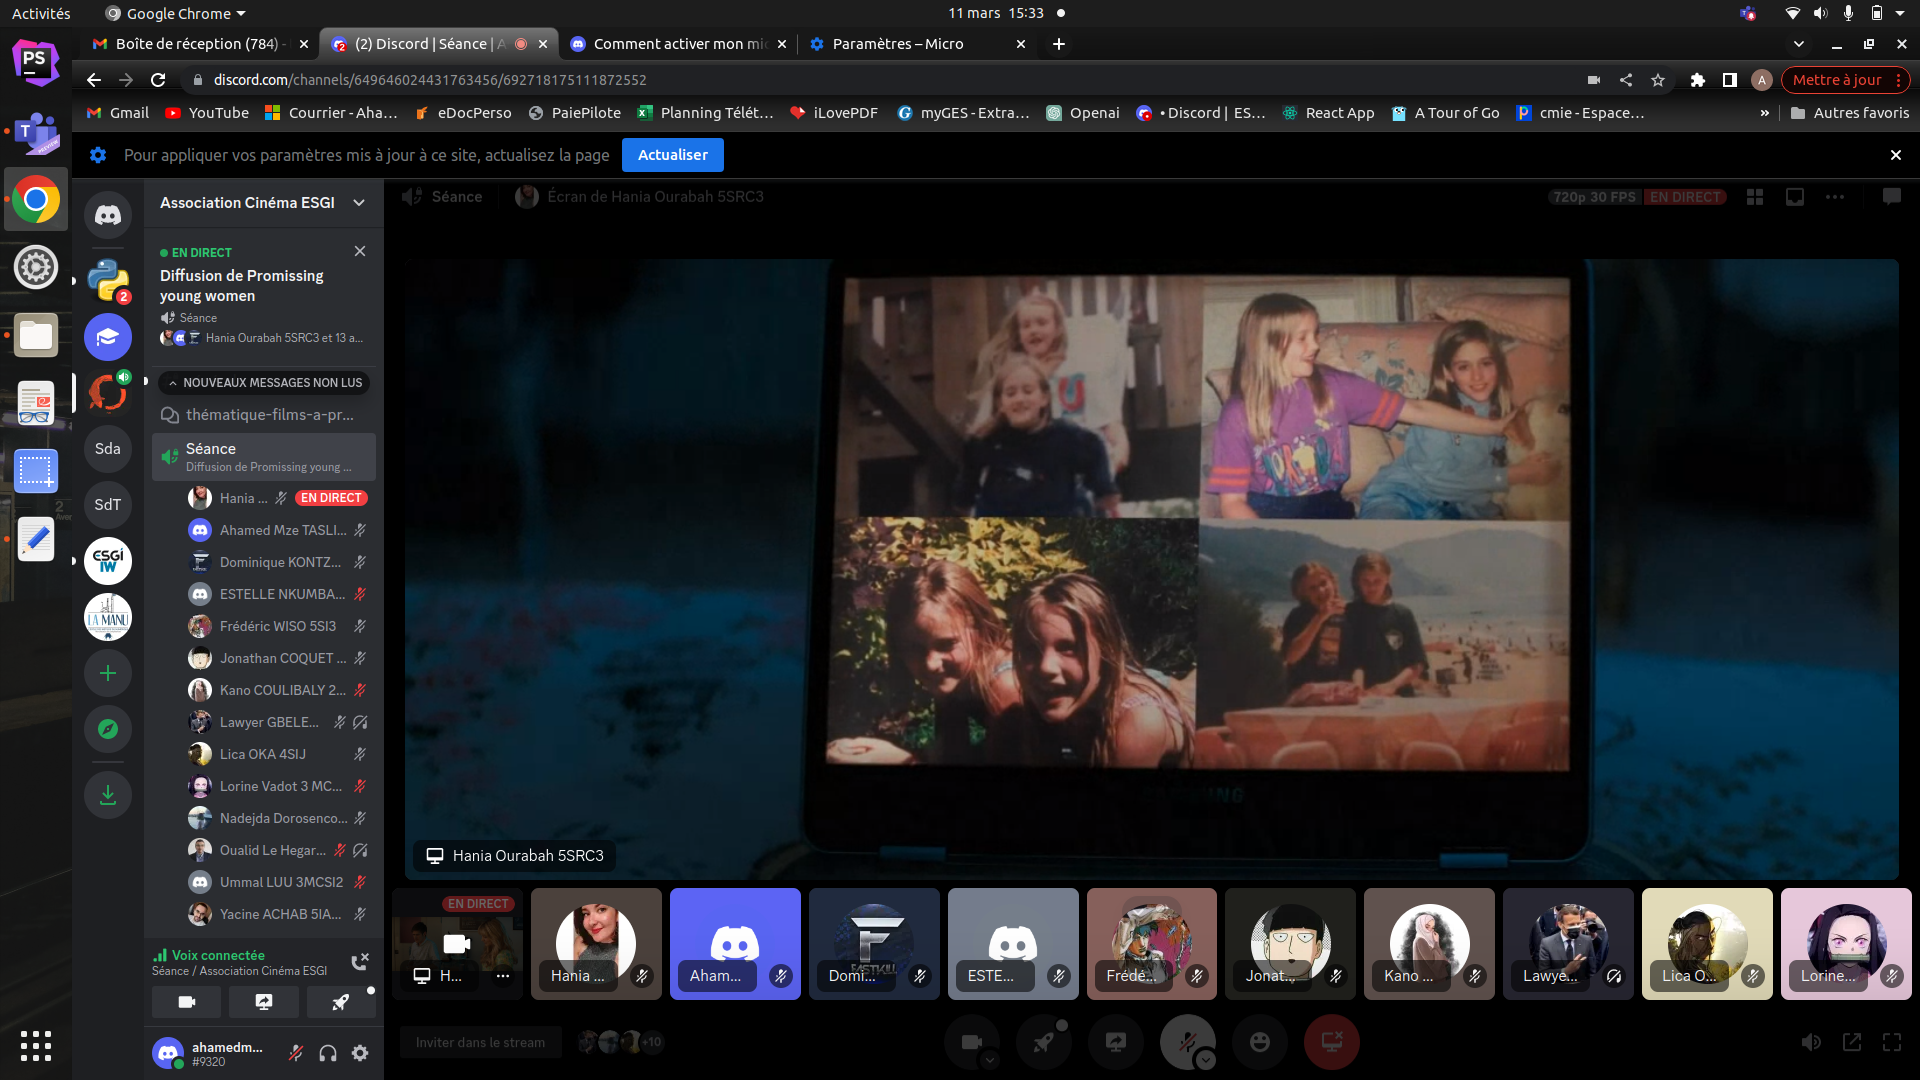 Activités
Google Chrome
11 mars 15:33
Boîte de réception (784) -
(2) Discord | Séance | A
Comment activer mon mic
Paramètres – Micro
discord.com/channels/649646024431763456/692718175111872552
Mettre à jour
Gmail
YouTube
Courrier - Aha…
eDocPerso
PaiePilote
Planning Télét…
iLovePDF
myGES - Extra…
Openai
• Discord | ES…
React App
A Tour of Go
cmie - Espace…
»
Autres favoris
Pour appliquer vos paramètres mis à jour à ce site, actualisez la page
Actualiser
PS
Association Cinéma ESGI
EN DIRECT
Diffusion de Promissing
young women
Séance
Hania Ourabah 5SRC3 et 13 a…
NOUVEAUX MESSAGES NON LUS
thématique-films-a-pr…
Séance
Diffusion de Promissing young …
Hania …
EN DIRECT
Ahamed Mze TASLI…
Dominique KONTZ…
ESTELLE NKUMBA…
Frédéric WISO 5SI3
Jonathan COQUET …
Kano COULIBALY 2…
Lawyer GBELE…
Lica OKA 4SIJ
Lorine Vadot 3 MC…
Nadejda Dorosenco…
Oualid Le Hegar…
Ummal LUU 3MCSI2
Yacine ACHAB 5IA…
Voix connectée
Séance / Association Cinéma ESGI
ahamedm…
#9320
2
Sda
SdT
ESGI
IW
LA MANU
Séance
Écran de Hania Ourabah 5SRC3
720p 30 FPS
EN DIRECT
Hania Ourabah 5SRC3
EN DIRECT
H…
Hania …
Aham…
Domi…
ESTE…
Frédé…
Jonat…
Kano …
Lawye…
Lica O…
Lorine…
Inviter dans le stream
+10